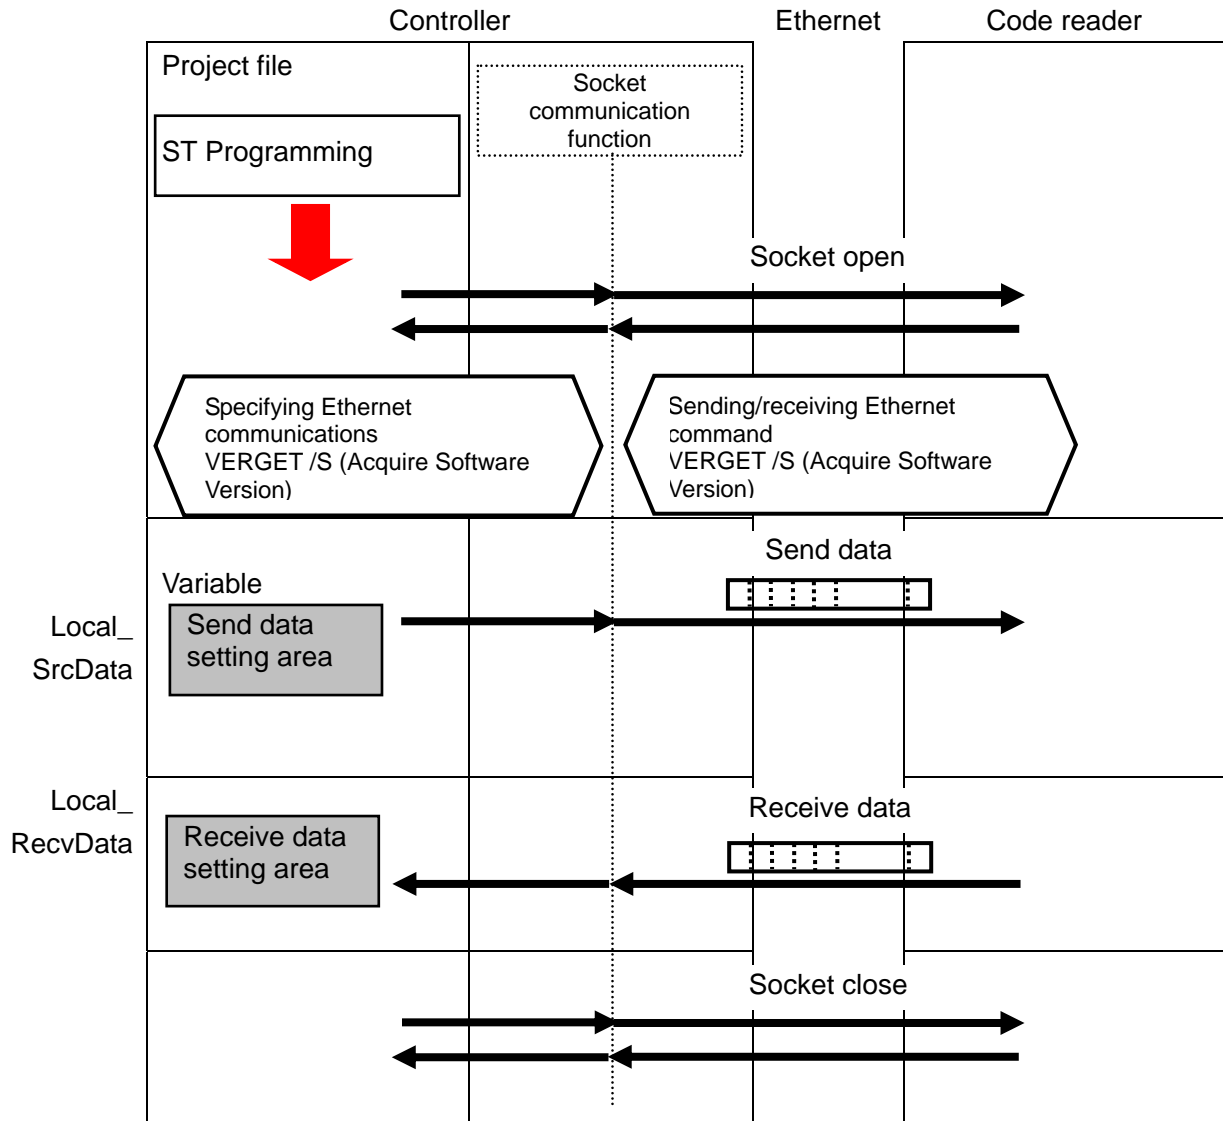 Controller
Ethernet
Code reader
Project file
Socket
communication
function
ST Programming
Socket open
Specifying Ethernet
communications
VERGET /S (Acquire Software
Version)
Sending/receiving Ethernet
command
VERGET /S (Acquire Software
Version)
Send data
Variable
Local_
SrcData
Send data
setting area
Local_
RecvData
Receive data
Receive data
setting area
Socket close